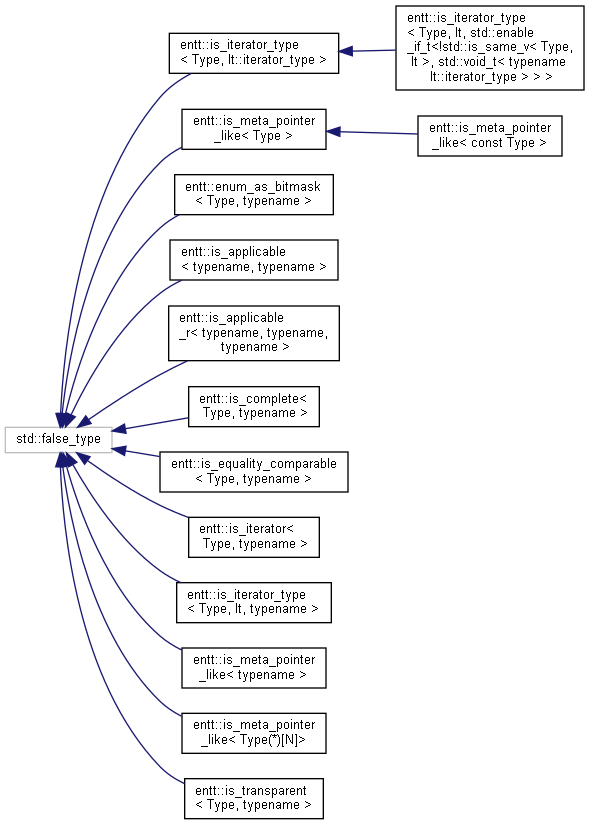 entt::is_iterator_type
< Type, It::iterator_type >
entt::is_iterator_type
< Type, It, std::enable
_if_t<!std::is_same_v< Type,
It >, std::void_t< typename
It::iterator_type > > >
entt::is_meta_pointer
_like< Type >
entt::is_meta_pointer
_like< const Type >
entt::enum_as_bitmask
< Type, typename >
entt::is_applicable
< typename, typename >
entt::is_applicable
_r< typename, typename,
typename >
entt::is_complete<
Type, typename >
std::false_type
entt::is_equality_comparable
< Type, typename >
entt::is_iterator<
Type, typename >
entt::is_iterator_type
< Type, It, typename >
entt::is_meta_pointer
_like< typename >
entt::is_meta_pointer
_like< Type(*)[N]>
entt::is_transparent
< Type, typename >